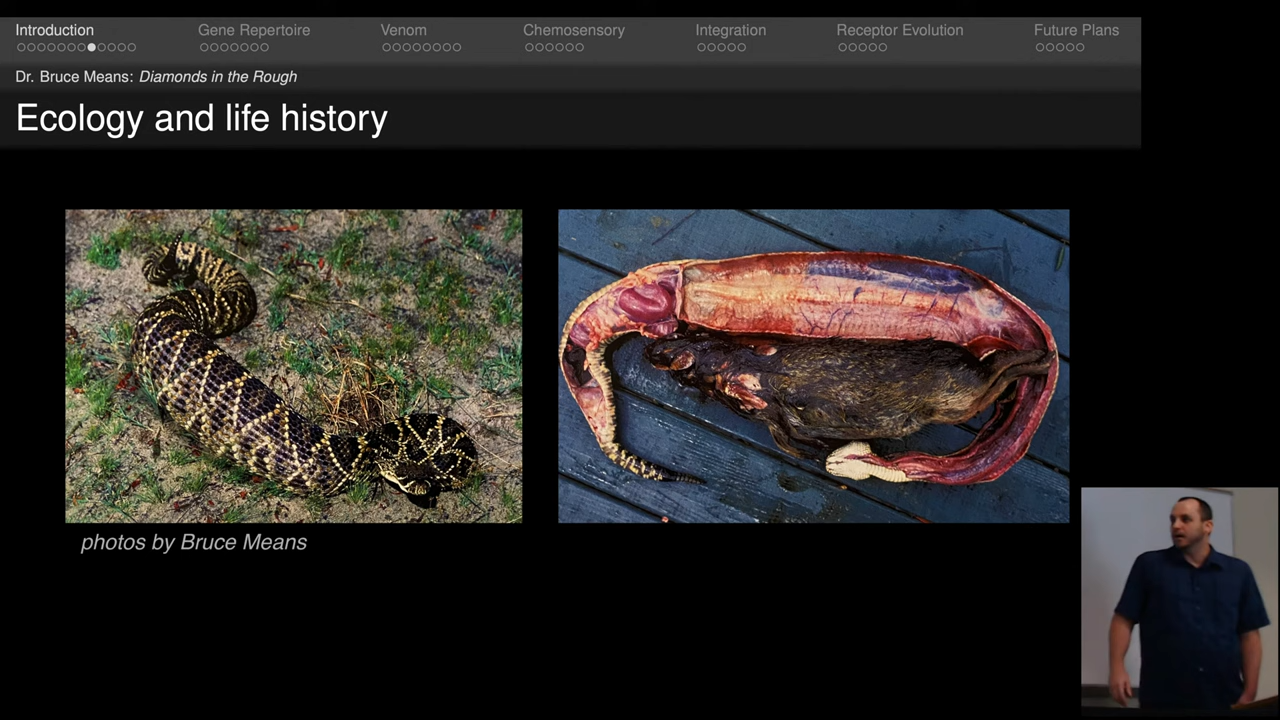 Introduction
Gene Repertoire
Venom
Chemosensory
Integration
Receptor Evolution
Future Plans
Dr. Bruce Means: Diamonds in the Rough
Ecology and life history
photos by Bruce Means